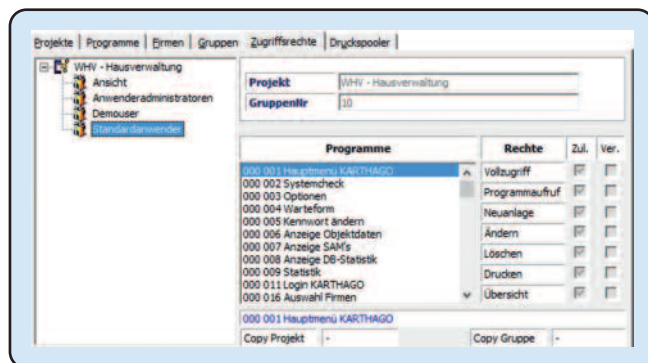 Projekte | Programme | Firmen | Gruppen | Zugriffsrechte | Druckspooler |
WHV - Hausverwaltung
Ansicht
Anwenderadministratoren
Demouser
Standardanwender
Projekt WHV - Hausverwaltung
GruppenNr 10
Programme Rechte Zul. Ver.
000 001 Hauptmenü KARTHAGO
000 002 Systemcheck
000 003 Optionen
000 004 Warteform
000 005 Kennwort ändern
000 006 Anzeige Objektdaten
000 007 Anzeige SAM's
000 008 Anzeige DB-Statistik
000 009 Statistik
000 011 Login KARTHAGO
000 016 Auswahl Firmen
Vollzugriff
Programmaufruf
Neuanlage
Ändern
Löschen
Drucken
Übersicht
000 001 Hauptmenü KARTHAGO
Copy Projekt - Copy Gruppe -